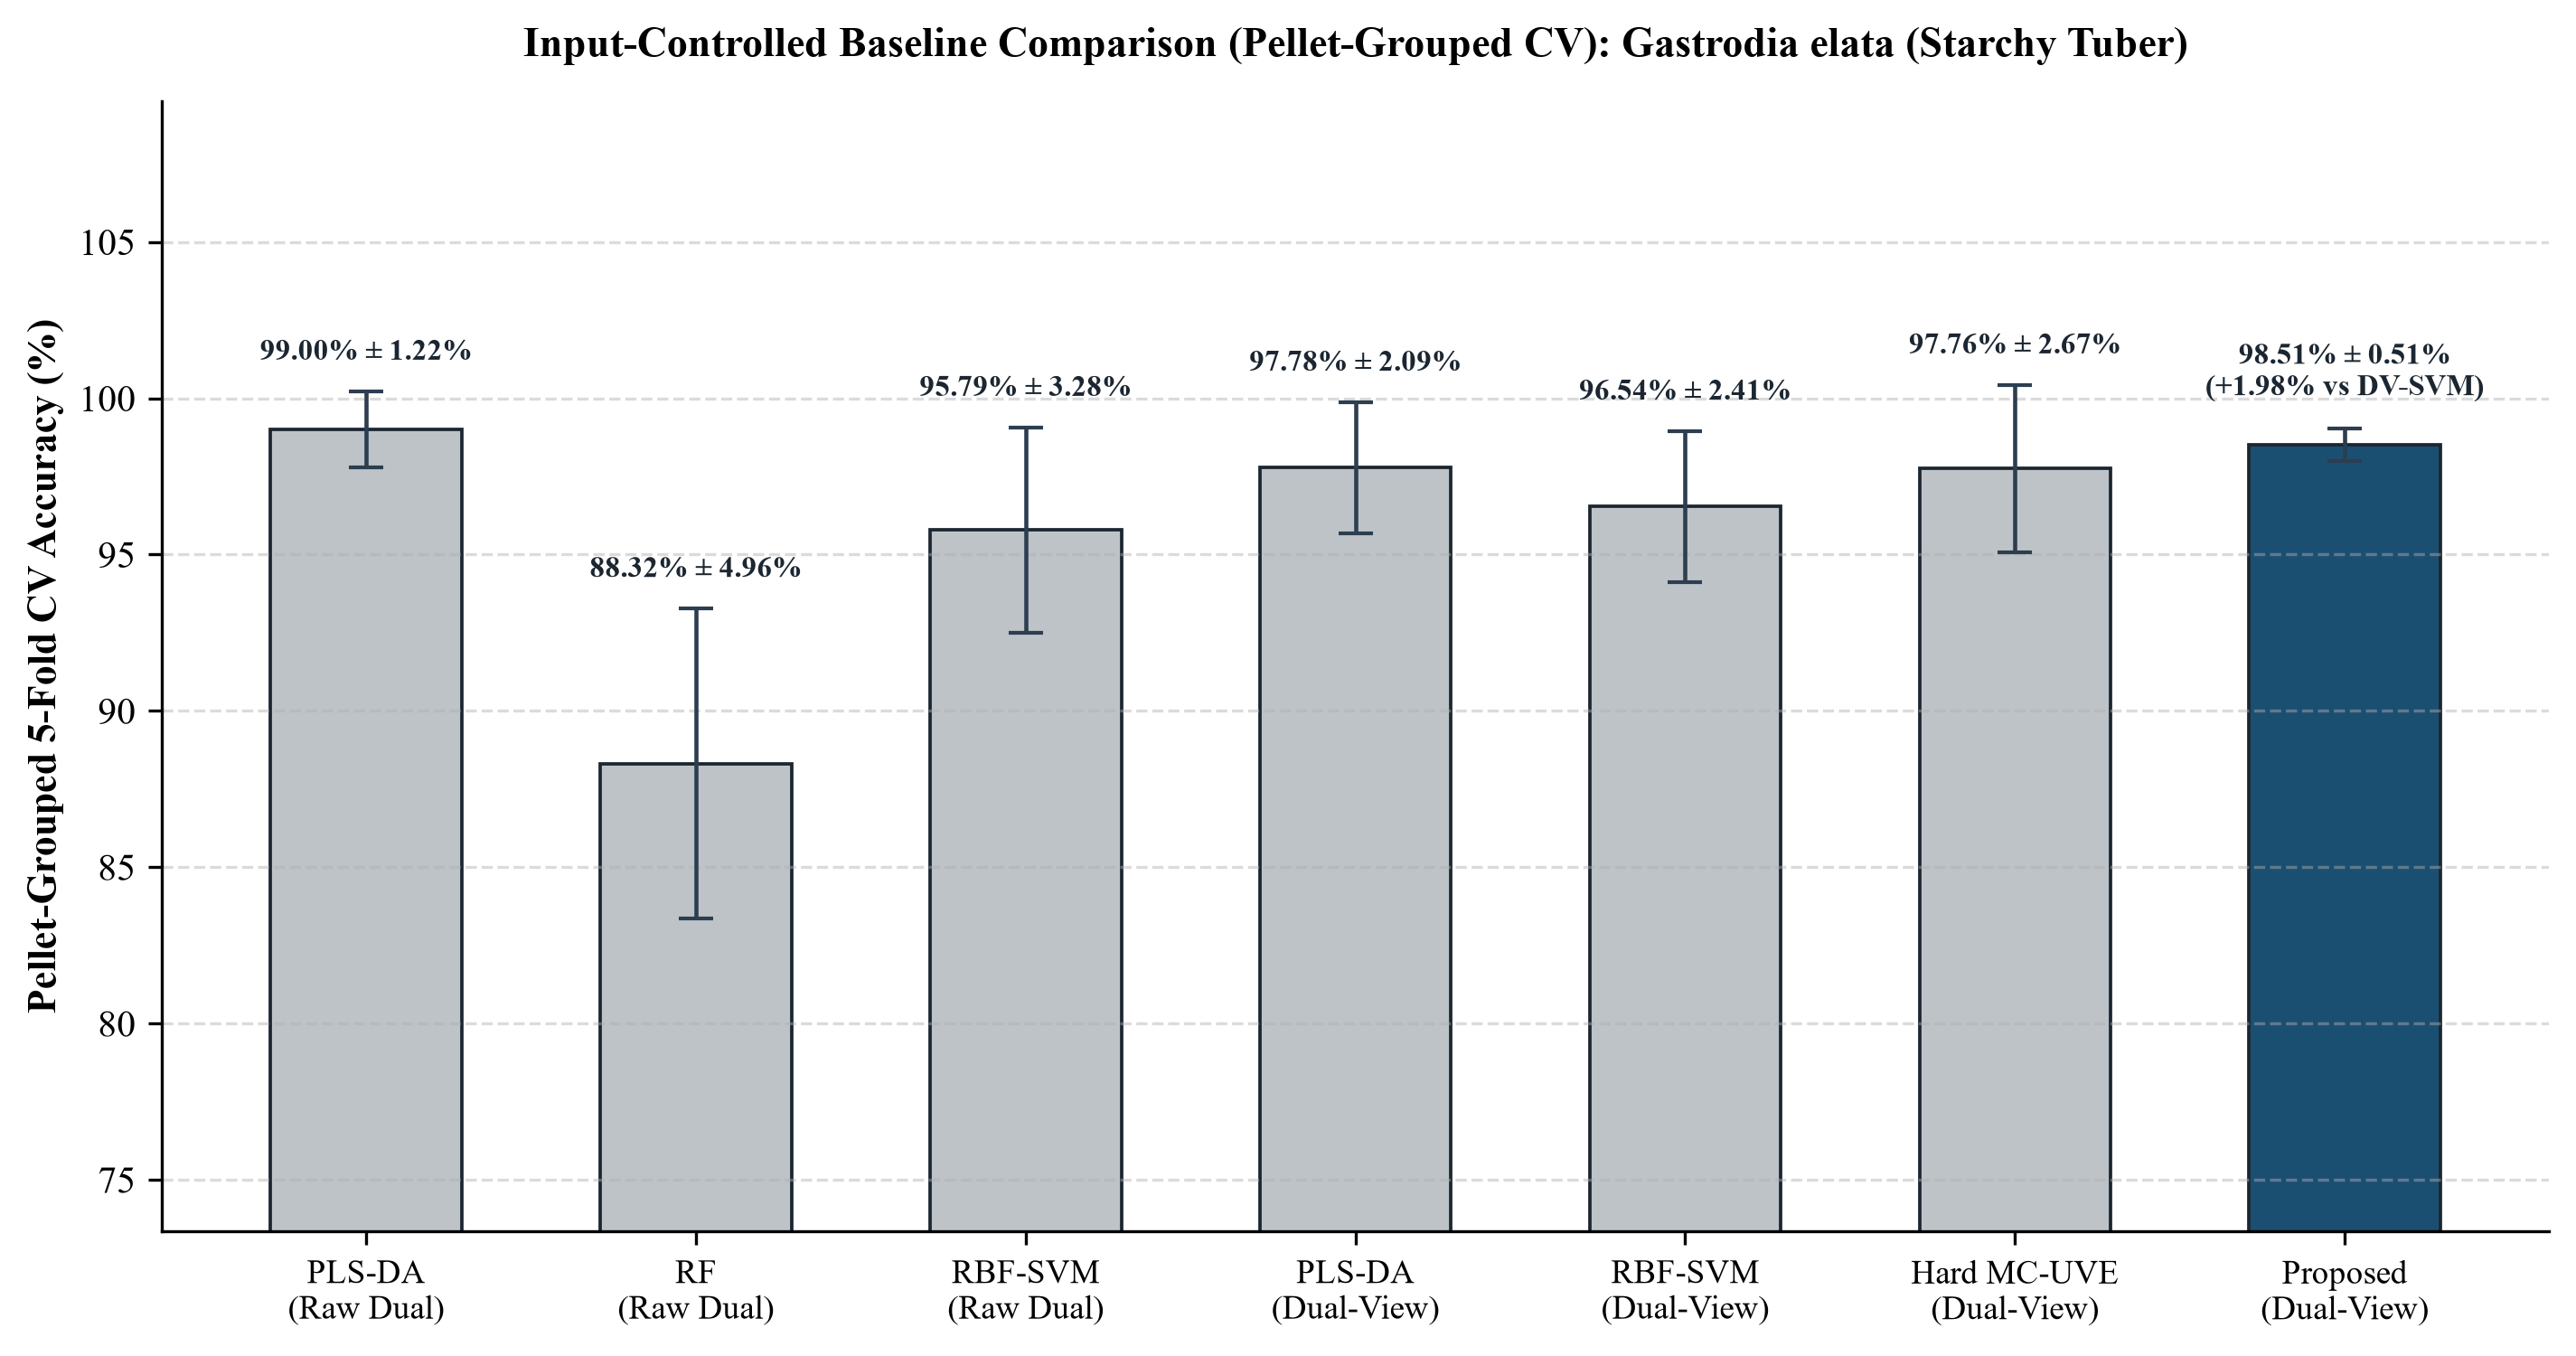 Input-Controlled Baseline Comparison (Pellet-Grouped CV): Gastrodia elata (Starchy Tuber)
Pellet-Grouped 5-Fold CV Accuracy (%)
105
100
95
90
85
80
75
99.00% ± 1.22%
88.32% ± 4.96%
95.79% ± 3.28%
97.78% ± 2.09%
96.54% ± 2.41%
97.76% ± 2.67%
98.51% ± 0.51%
(+1.98% vs DV-SVM)
PLS-DA
(Raw Dual)
RF
(Raw Dual)
RBF-SVM
(Raw Dual)
PLS-DA
(Dual-View)
RBF-SVM
(Dual-View)
Hard MC-UVE
(Dual-View)
Proposed
(Dual-View)